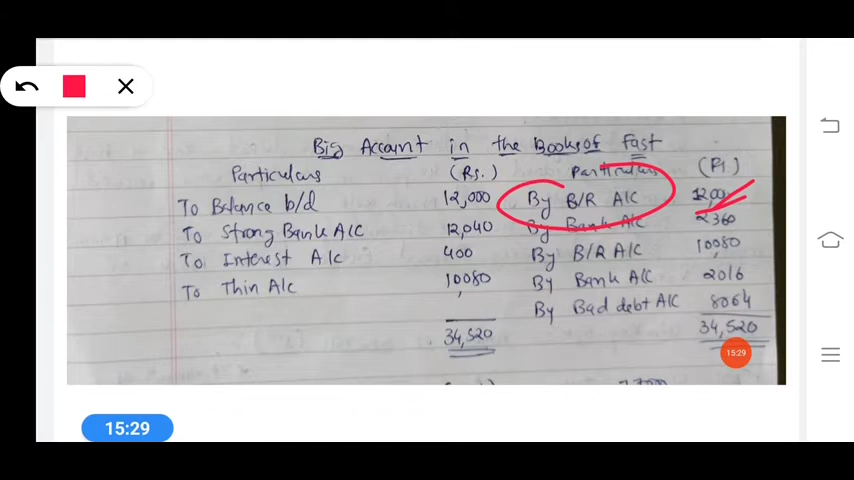 Big Account in the Books of Fast
Particulars (Rs.) Particulars (Rs)
To Balance b/d 12,000 By B/R A/C 12,000
To Strong Bank A/C 12,040 By Bank A/C 2360
To Interest A/C 400 By B/R A/C 10,080
To Thin A/C 10080 By Bank A/C 2016
By Bad debt A/C 8064
34,520 34,520
15:29
15:29